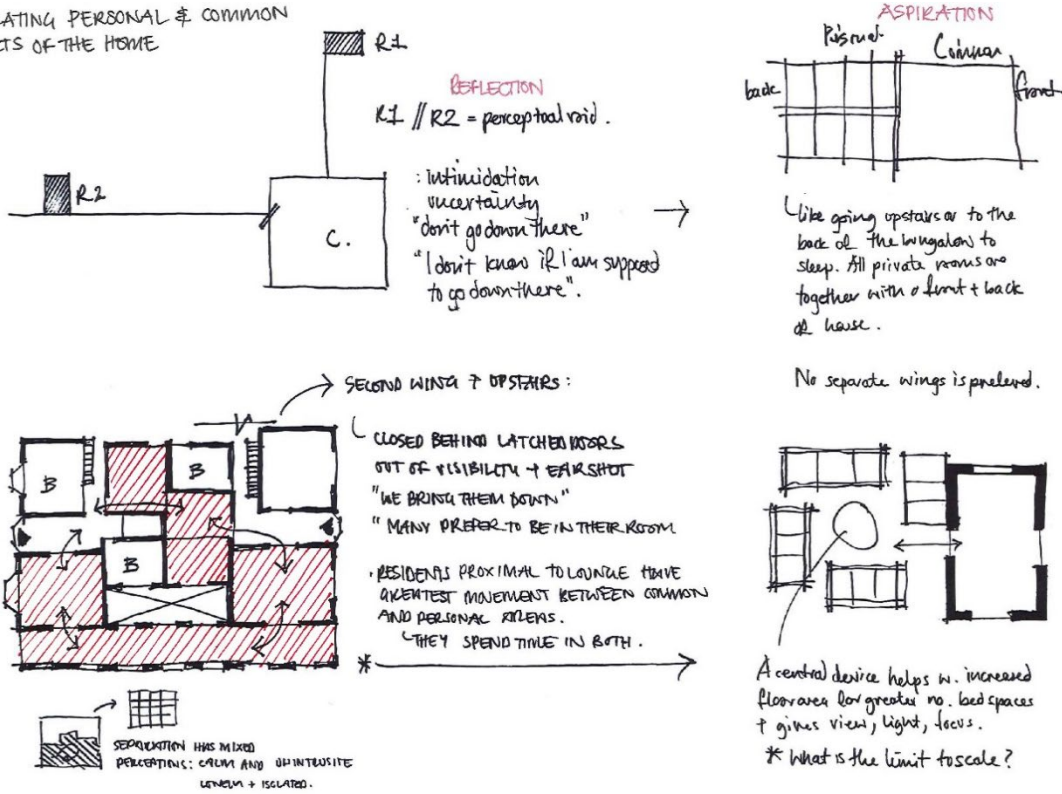 ATING PERSONAL & COMMON
TS OF THE HOME
R1
R2
C.
REFLECTION
R1 // R2 = perceptual void.
: Intimidation
uncertainty
"don't go down there"
"I don't know if I am supposed
to go down there".
ASPIRATION
Common
back
front
like going upstairs or to the
back of the bungalow to
sleep. All private rooms are
together with a front + back
of house.
No separate wings is prefered.
SECOND WING + UPSTAIRS:
CLOSED BEHIND LATCHED DOORS
OUT OF VISIBILITY + EARSHOT
"WE BRING THEM DOWN"
"MANY PREFER TO BE IN THEIR ROOM
• RESIDENTS PROXIMAL TO LOUNGE HAVE
GREATEST MOVEMENT BETWEEN COMMON
AND PERSONAL AREAS.
THEY SPEND TIME IN BOTH.
*
B
B
B
SEPARATION HAS MIXED
CALM AND UNINTRUSITE
LONELY + ISOLATED.
A central device helps w. increased
floor area for greater no. bed spaces
+ gives view, light, focus.
* What is the limit to scale?